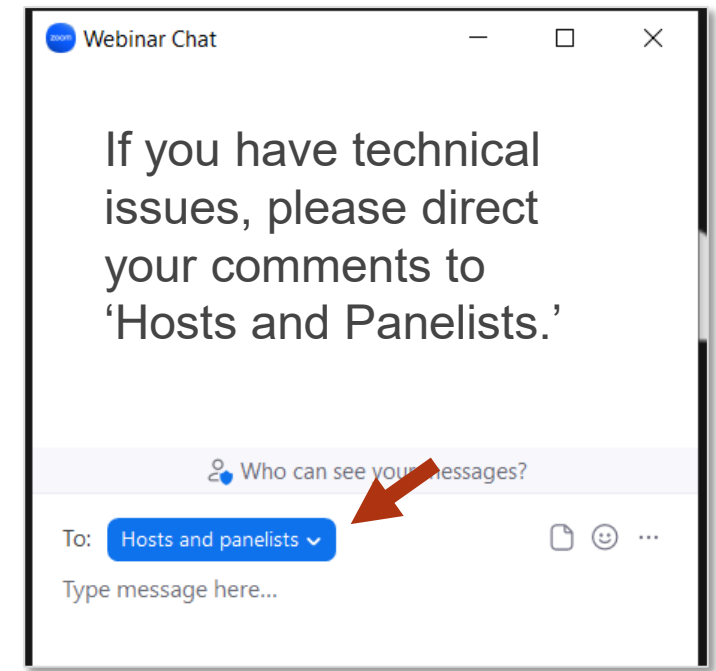 zoom Webinar Chat
If you have technical
issues, please direct
your comments to
‘Hosts and Panelists.’
Who can see your messages?
To: Hosts and panelists
Type message here...